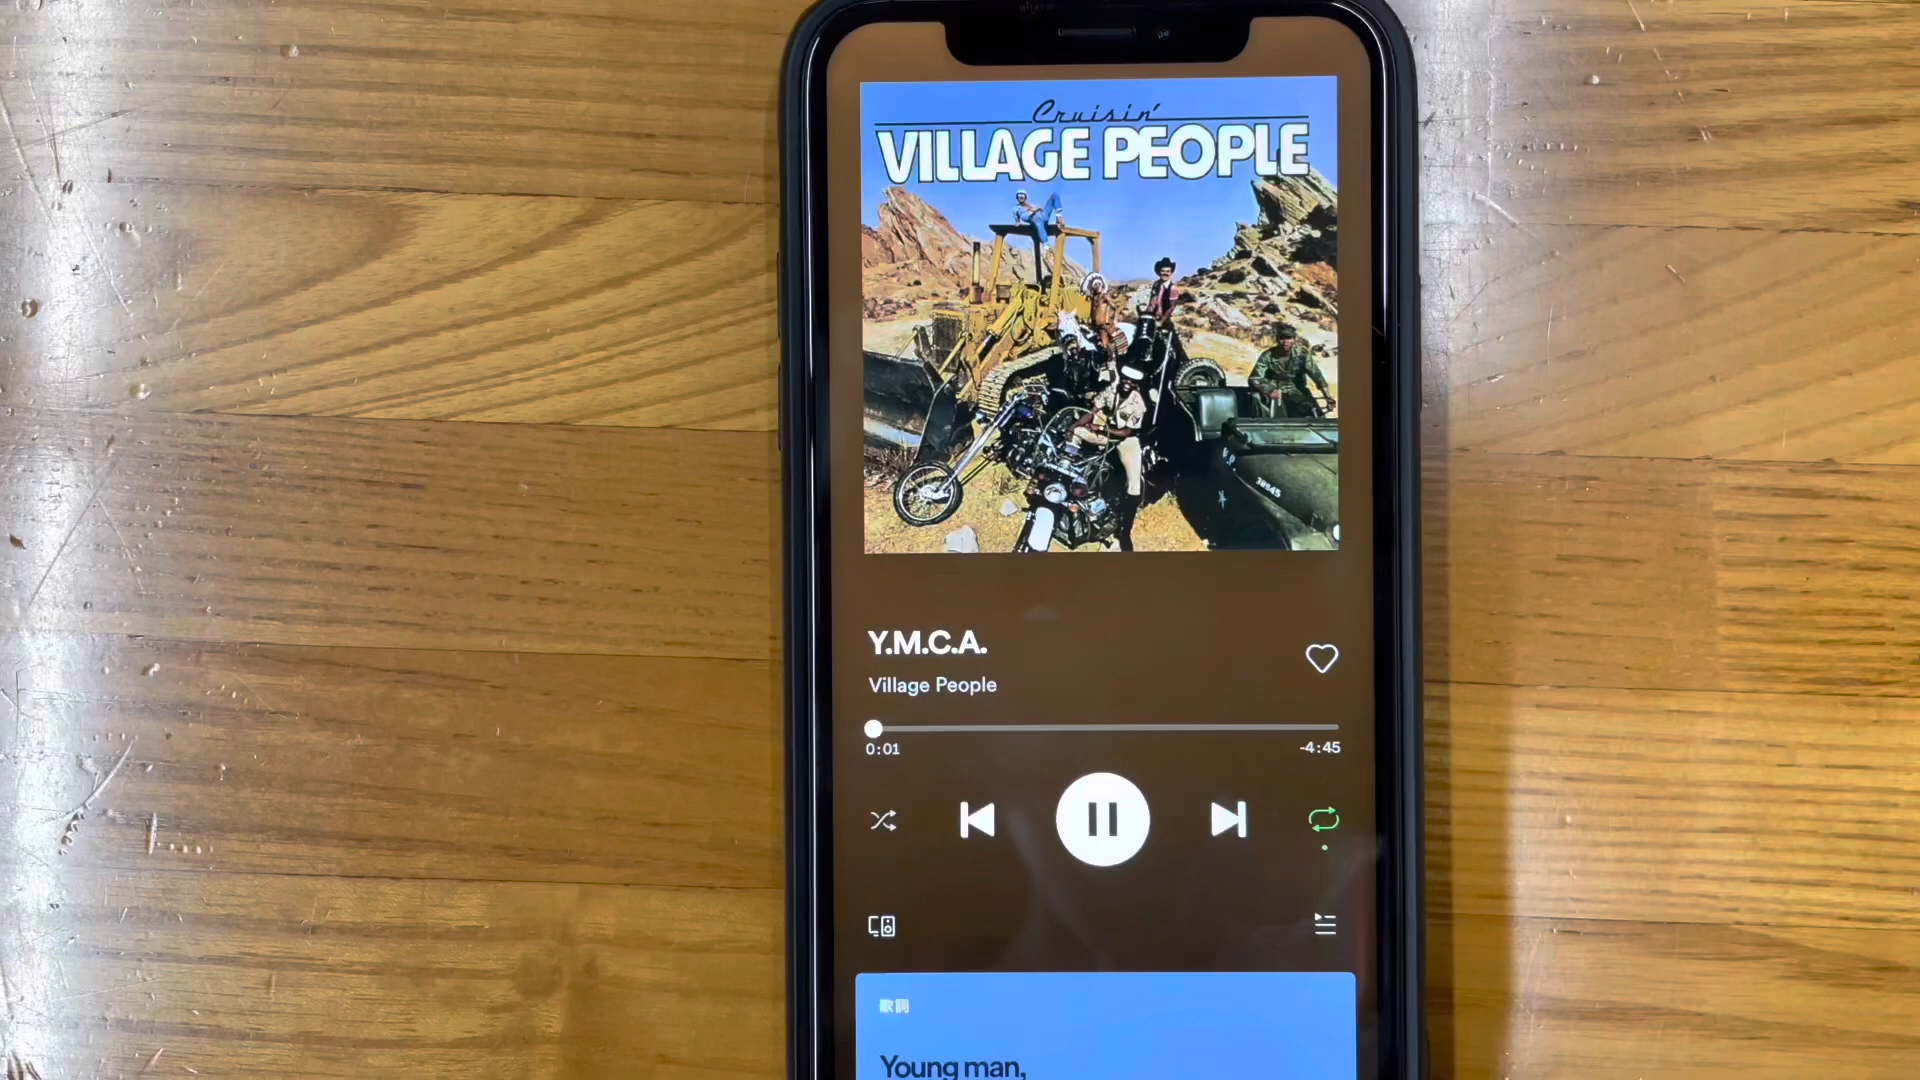 Cruisin'
VILLAGE PEOPLE
Y.M.C.A.
Village People
0:01
-4:45
歌詞
Young man,